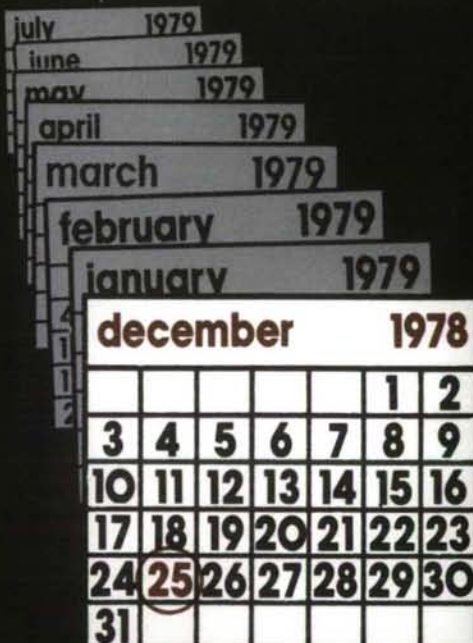 july 1979
june 1979
may 1979
april 1979
march 1979
february 1979
january 1979
december 1978
1 2
3 4 5 6 7 8 9
10 11 12 13 14 15 16
17 18 19 20 21 22 23
24 25 26 27 28 29 30
31